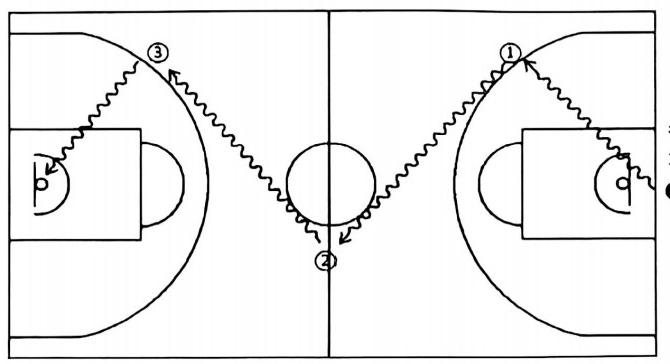 ③ ①
②